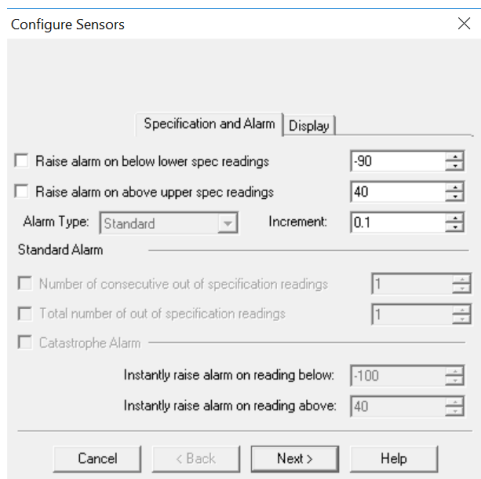 Configure Sensors
Specification and Alarm Display
Raise alarm on below lower spec readings -90
Raise alarm on above upper spec readings 40
Alarm Type: Standard Increment: 0.1
Standard Alarm
Number of consecutive out of specification readings 1
Total number of out of specification readings 1
Catastrophe Alarm
Instantly raise alarm on reading below: -100
Instantly raise alarm on reading above: 40
Cancel < Back Next > Help